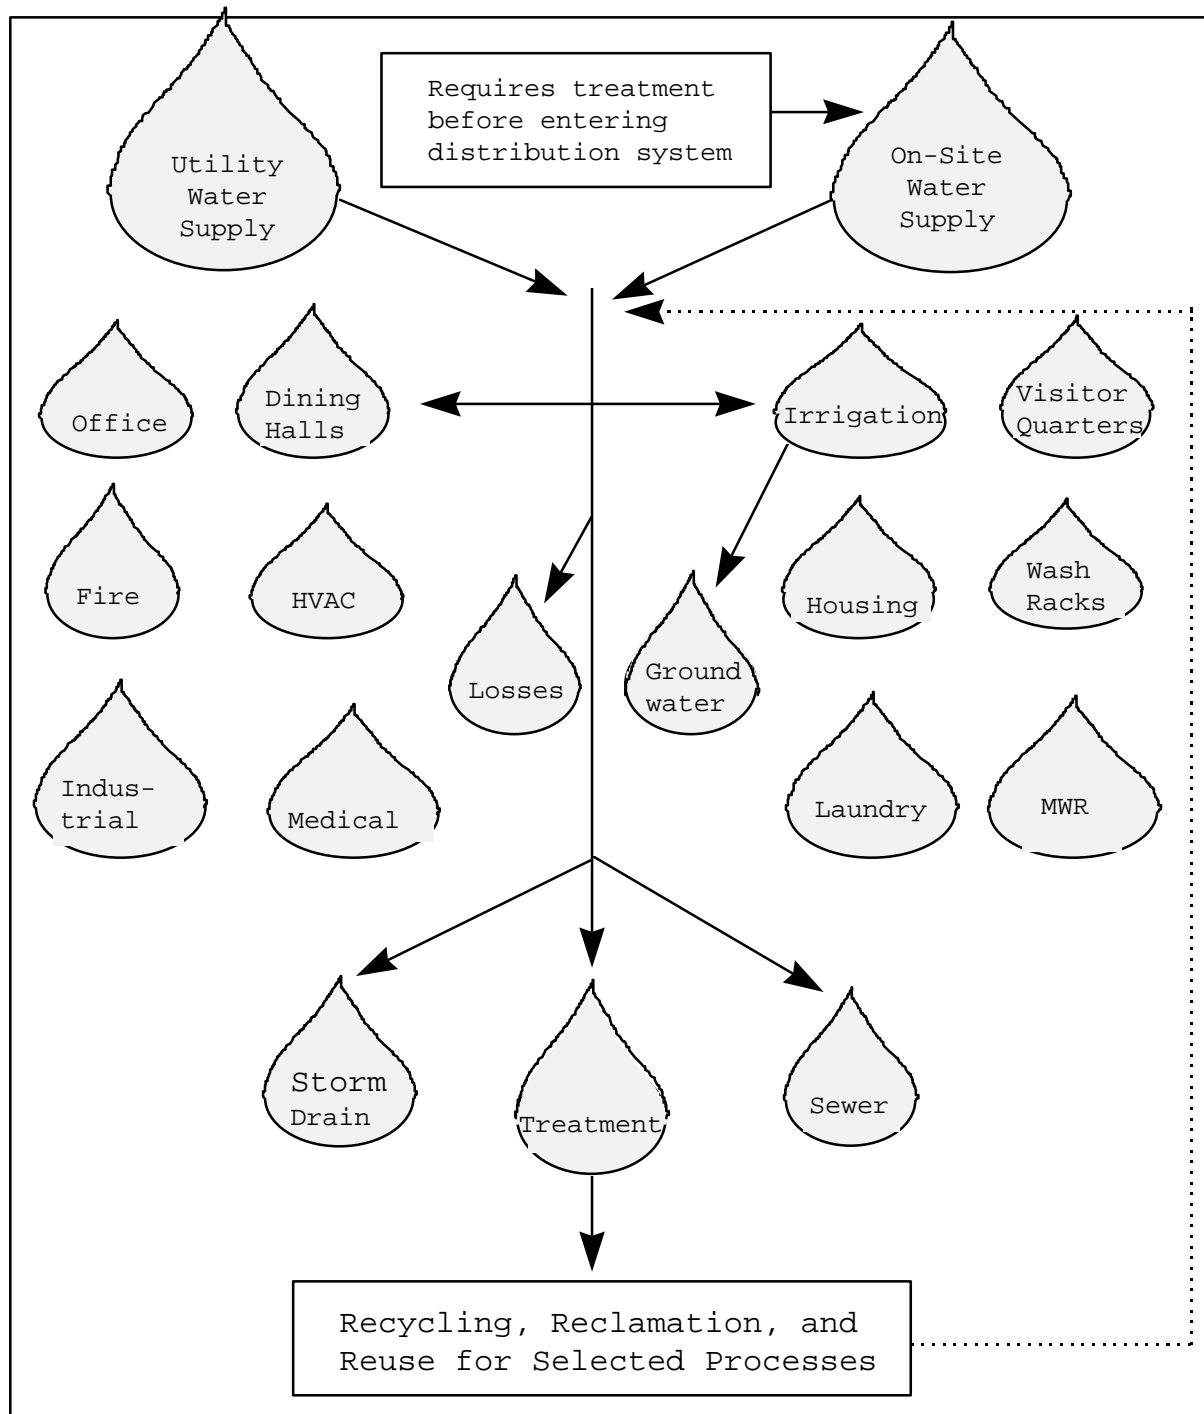 Requires treatment
before entering
distribution system
Utility
Water
Supply
On-Site
Water
Supply
Office
Dining
Halls
Irrigation
Visitor
Quarters
Fire
HVAC
Losses
Ground
water
Housing
Wash
Racks
Indus-
trial
Medical
Laundry
MWR
Storm
Drain
Treatment
Sewer
Recycling, Reclamation, and
Reuse for Selected Processes